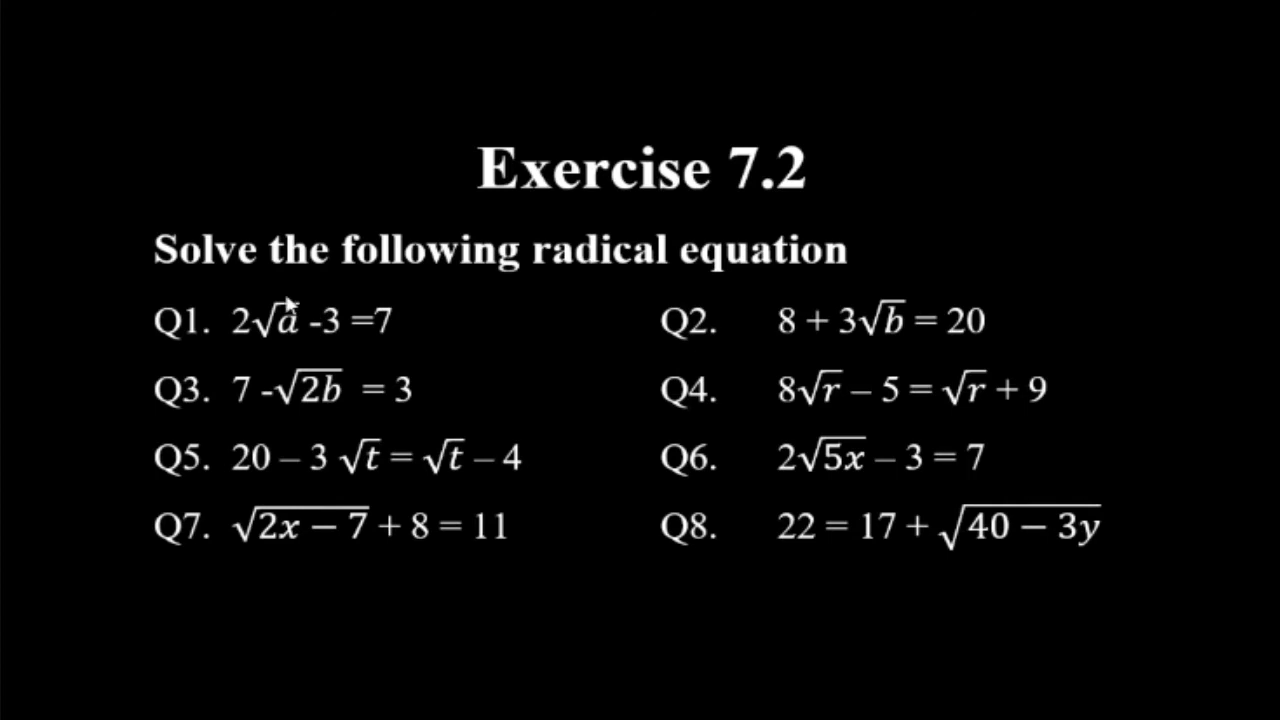 Exercise 7.2
Solve the following radical equation
Q1. 2√a -3 =7 Q2. 8 + 3√b = 20
Q3. 7 -√2b = 3 Q4. 8√r – 5 = √r + 9
Q5. 20 – 3 √t = √t – 4 Q6. 2√5x – 3 = 7
Q7. √2x − 7 + 8 = 11 Q8. 22 = 17 + √40 − 3y